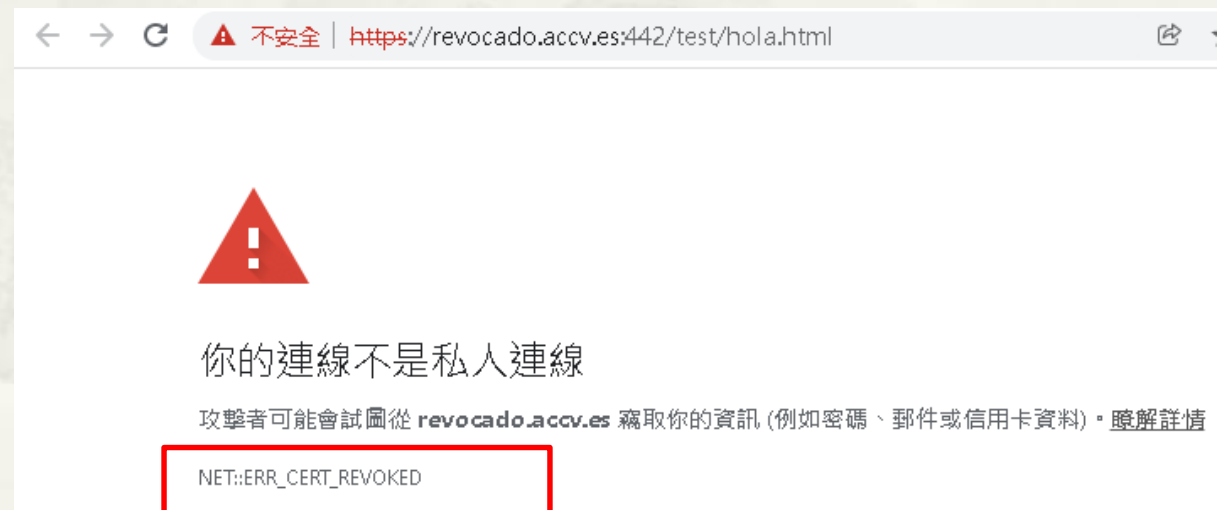 不安全 | https://revocado.accv.es:442/test/hola.html
你的連線不是私人連線
攻擊者可能會試圖從 revocado.accv.es 竊取你的資訊 (例如密碼、郵件或信用卡資料)。瞭解詳情
NET::ERR_CERT_REVOKED